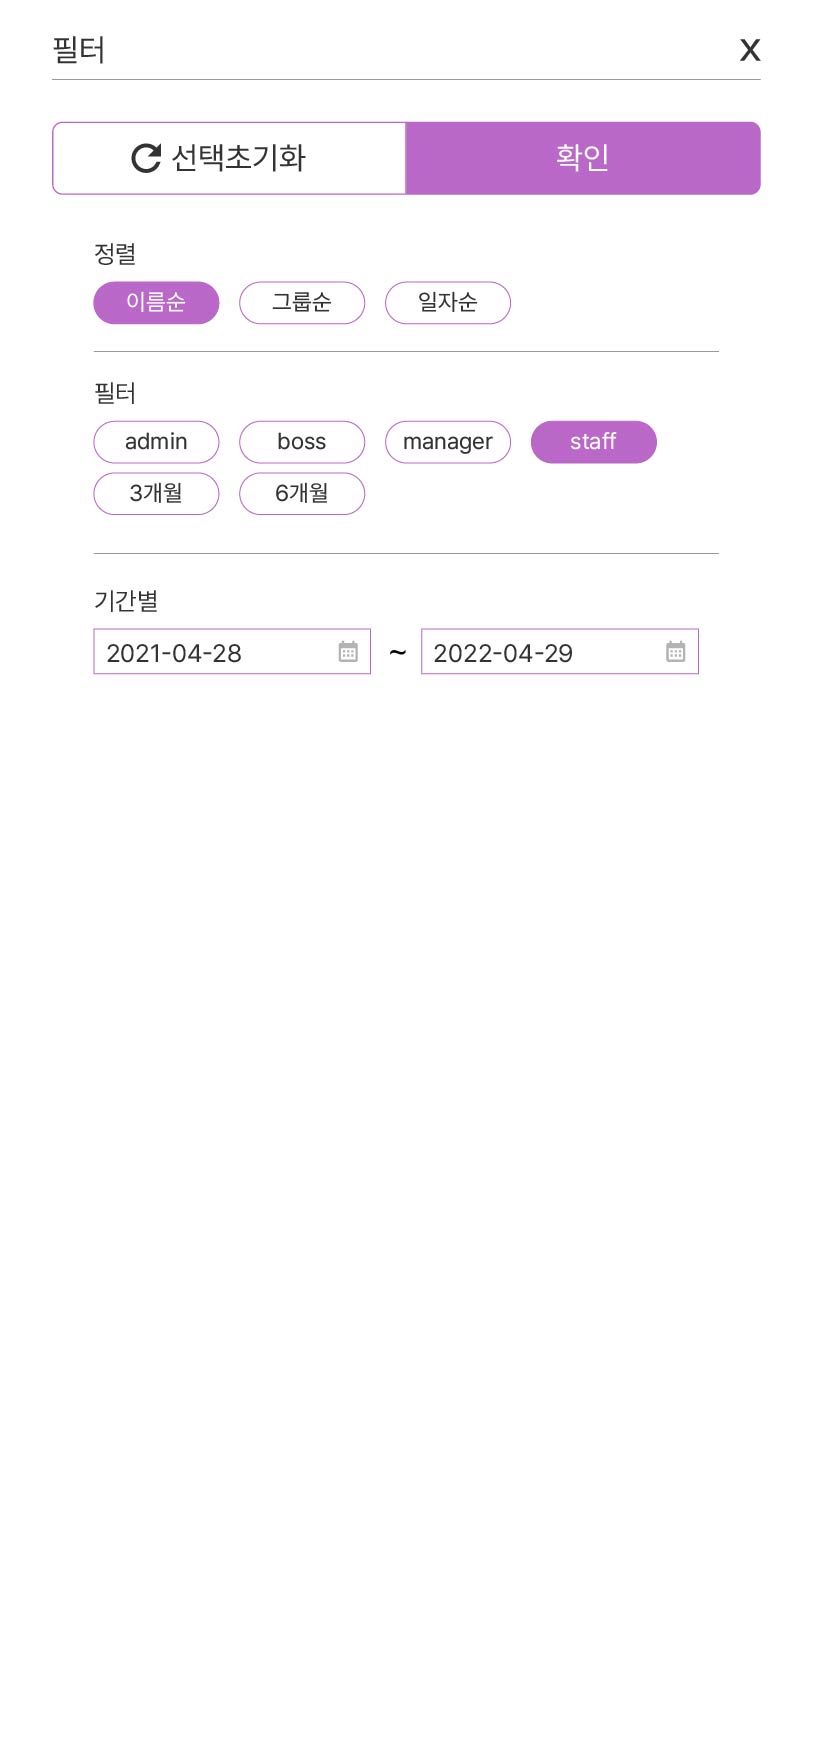 필터 X
선택초기화 확인
정렬
이름순 그룹순 일자순
필터
admin boss manager staff
3개월 6개월
기간별
2021-04-28 ~ 2022-04-29